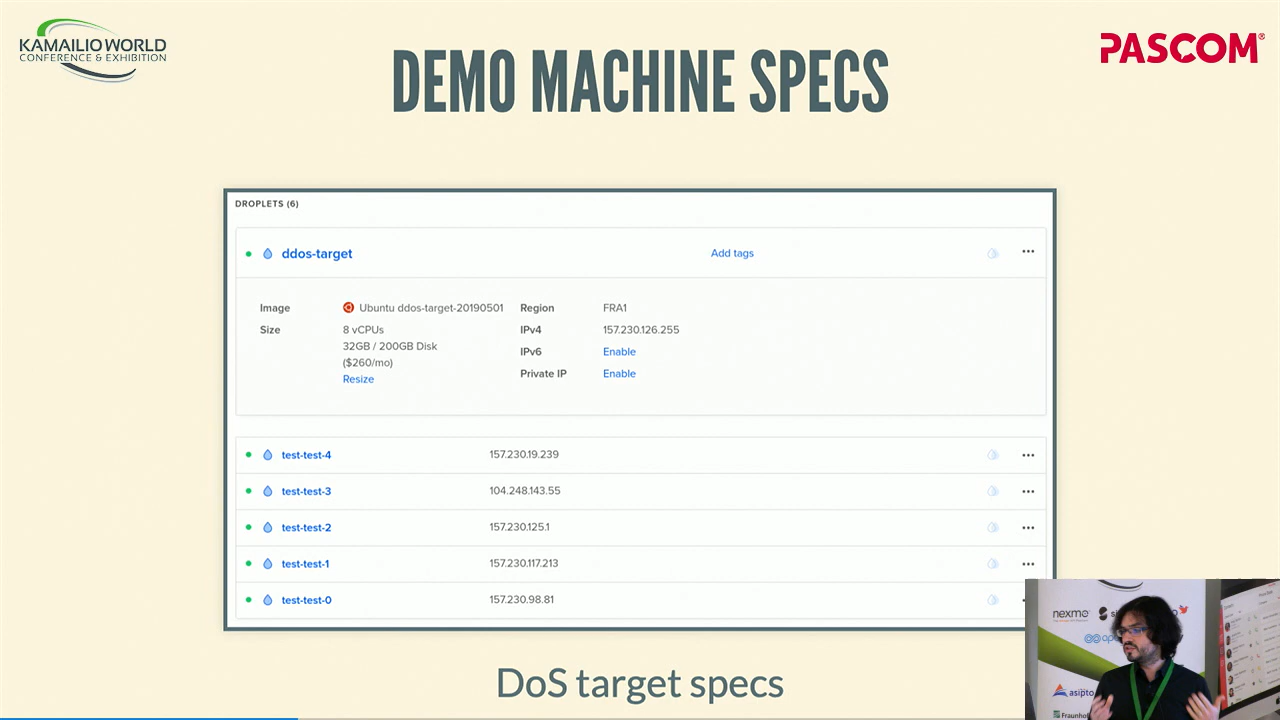 KAMAILIO WORLD
CONFERENCE & EXHIBITION
PASCOM®
DEMO MACHINE SPECS
DROPLETS (6)
ddos-target
Add tags
Image
Ubuntu ddos-target-20190501
Size
8 vCPUs
32GB / 200GB Disk
($260/mo)
Resize
Region
FRA1
IPv4
157.230.126.255
IPv6
Enable
Private IP
Enable
test-test-4
157.230.19.239
test-test-3
104.248.143.55
test-test-2
157.230.125.1
test-test-1
157.230.117.213
test-test-0
157.230.98.81
nexmo
asipto
Fraunhof
DoS target specs